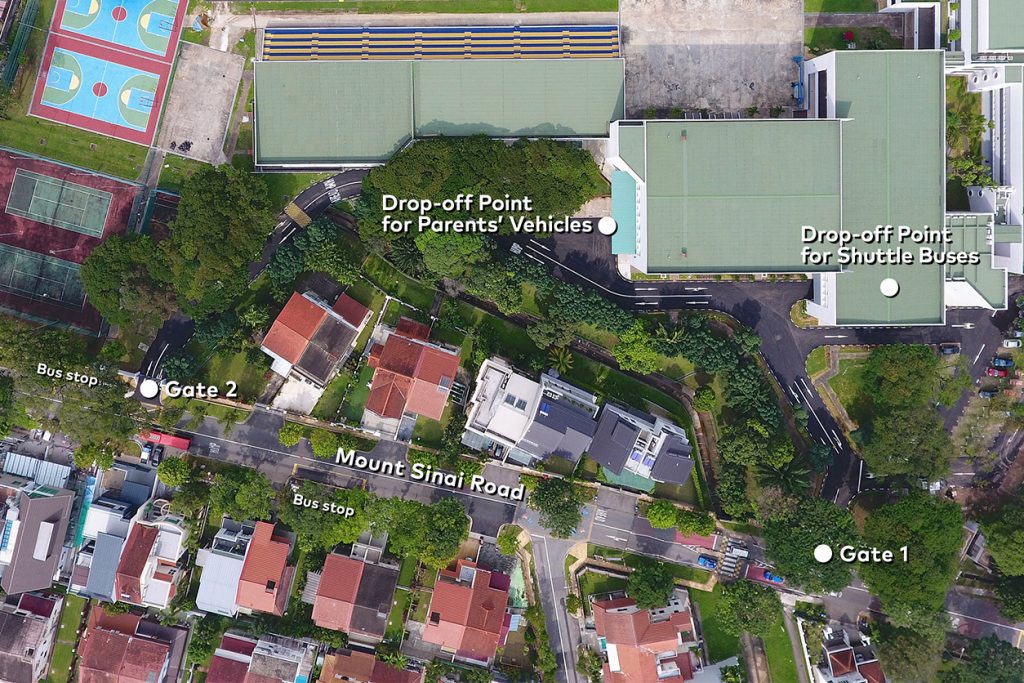 Drop-off Point
for Parents' Vehicles
Drop-off Point
for Shuttle Buses
Bus stop
Gate 2
Mount Sinai Road
Bus stop
Gate 1